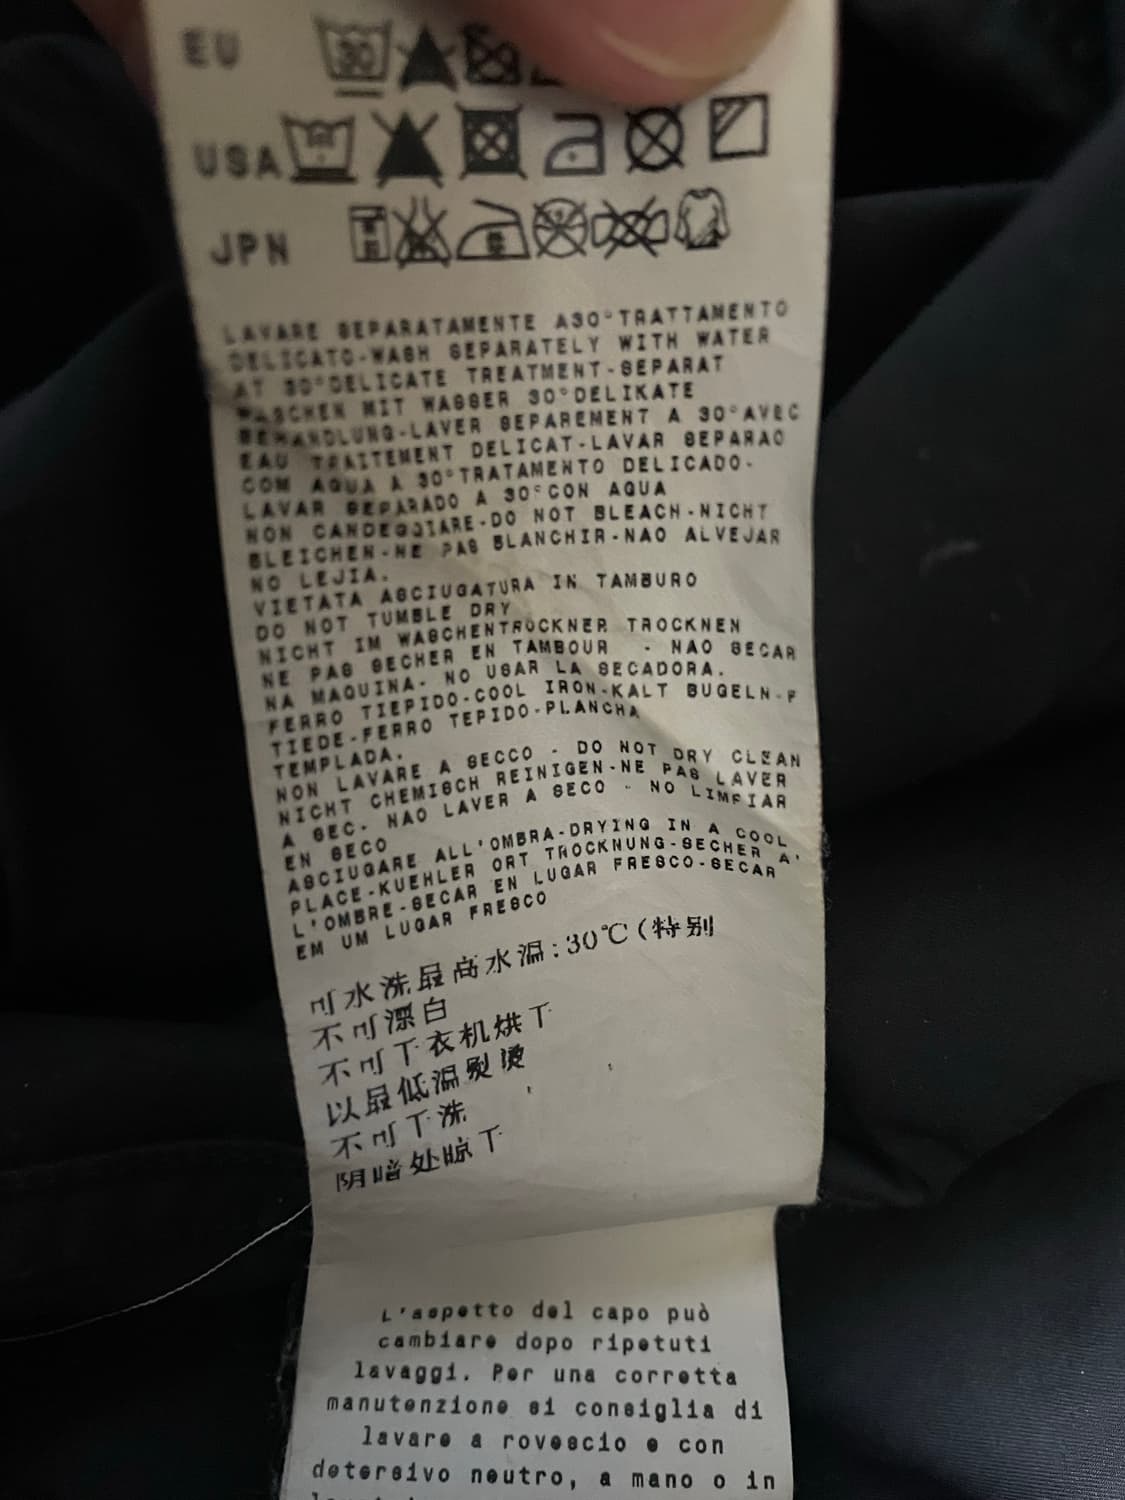 EU 30
USA
JPN
LAVARE SEPARATAMENTE A30°TRATTAMENTO
DELICATO-WASH SEPARATELY WITH WATER
AT 30°DELICATE TREATMENT-SEPARAT
WASCHEN MIT WASSER 30°DELIKATE
BEHANDLUNG-LAVER SEPAREMENT A 30°AVEC
EAU TRAITEMENT DELICAT-LAVAR SEPARAO
COM AQUA A 30°TRATAMENTO DELICADO-
LAVAR SEPARADO A 30°CON AQUA
NON CANDEGGIARE-DO NOT BLEACH-NICHT
BLEICHEN-NE PAS BLANCHIR-NAO ALVEJAR
NO LEJIA.
VIETATA ASCIUGATURA IN TAMBURO
DO NOT TUMBLE DRY
NICHT IM WASCHENTROCKNER TROCKNEN
NE PAS SECHER EN TAMBOUR - NAO SECAR
NA MAQUINA- NO USAR LA SECADORA.
FERRO TIEPIDO-COOL IRON-KALT BUGELN-F
TIEDE-FERRO TEPIDO-PLANCHA
TEMPLADA.
NON LAVARE A SECCO - DO NOT DRY CLEAN
NICHT CHEMISCH REINIGEN-NE PAS LAVER
A SEC- NAO LAVER A SECO - NO LIMPIAR
EN SECO
ASCIUGARE ALL'OMBRA-DRYING IN A COOL
PLACE-KUEHLER ORT TROCKNUNG-SECHER A'
L'OMBRE-SECAR EN LUGAR FRESCO-SECAR
EM UM LUGAR FRESCO
可水洗最高水温:30℃(特别
不可漂白
不可干衣机烘干
以最低温熨烫
不可干洗
阴暗处晾干
L'aspetto del capo può
cambiare dopo ripetuti
lavaggi. Per una corretta
manutenzione si consiglia di
lavare a rovescio e con
detersivo neutro, a mano o in